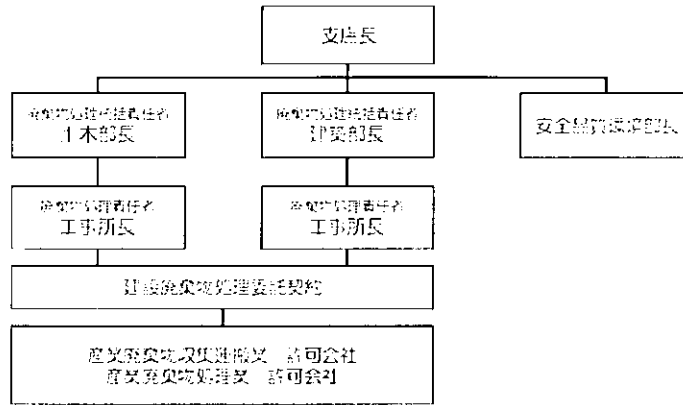 支店長
廃棄物処理統括責任者
土木部長
廃棄物処理統括責任者
建築部長
安全品質環境部長
廃棄物処理責任者
工事所長
廃棄物処理責任者
工事所長
建設廃棄物処理委託契約
産業廃棄物収集運搬業 許可会社
産業廃棄物処理業 許可会社